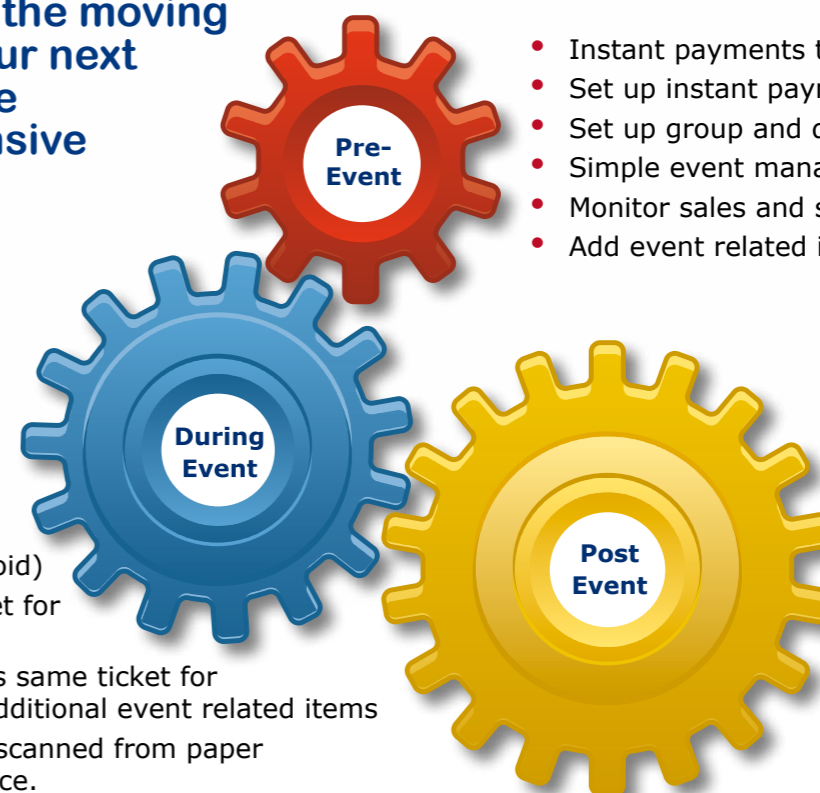 the moving
ur next
e
nsive
Pre-
Event
• Instant payments t
• Set up instant payr
• Set up group and
• Simple event mana
• Monitor sales and s
• Add event related i
During
Event
Post
Event
oid)
et for
s same ticket for
dditional event related items
scanned from paper
ce.